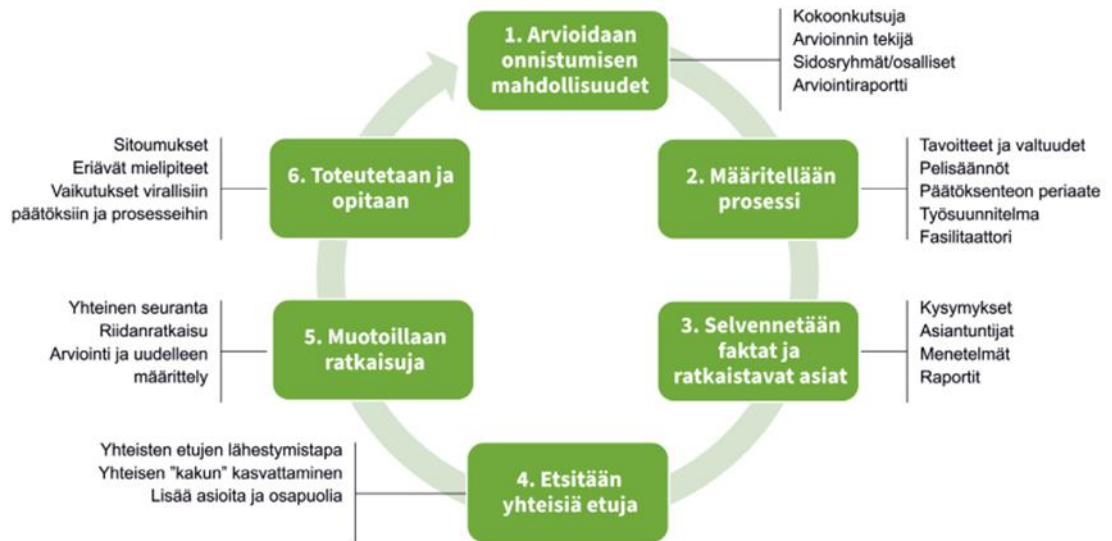 1. Arvioidaan
onnistumisen
mahdollisuudet
Kokoonkutsuja
Arvioinnin tekijä
Sidosryhmät/osalliset
Arviointiraportti
2. Määritellään
prosessi
Tavoitteet ja valtuudet
Pelisäännöt
Päätöksenteon periaate
Työsuunnitelma
Fasilitaattori
3. Selvennetään
faktat ja
ratkaistavat asiat
Kysymykset
Asiantuntijat
Menetelmät
Raportit
4. Etsitään
yhteisiä etuja
Yhteisten etujen lähestymistapa
Yhteisen ”kakun” kasvattaminen
Lisää asioita ja osapuolia
5. Muotoillaan
ratkaisuja
Yhteinen seuranta
Riidanratkaisu
Arviointi ja uudelleen
määrittely
6. Toteutetaan ja
opitaan
Sitoumukset
Eriävät mielipiteet
Vaikutukset virallisiin
päätöksiin ja prosesseihin